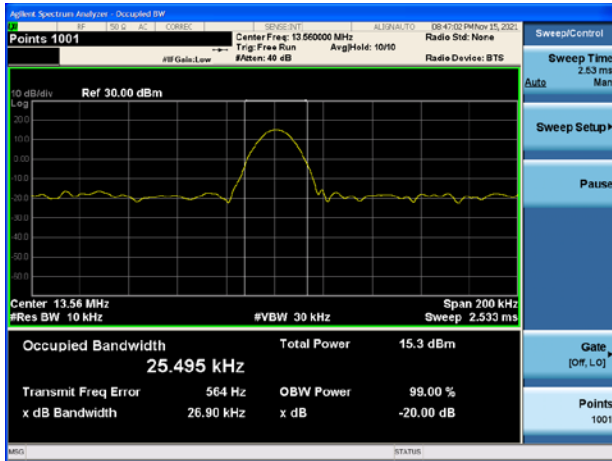 Agilent Spectrum Analyzer - Occupied BW
RF 50 Ω AC CORREC SENSE:INT ALIGNAUTO 08:47:02 PM Nov 15, 2021
Points 1001
Center Freq: 13.560000 MHz Radio Std: None
Trig: Free Run Avg|Hold: 10/10
#IFGain:Low #Atten: 40 dB Radio Device: BTS
10 dB/div Ref 30.00 dBm
Log
20.0
10.0
0.00
-10.0
-20.0
-30.0
-40.0
-50.0
-60.0
Center 13.56 MHz Span 200 kHz
#Res BW 10 kHz #VBW 30 kHz Sweep 2.533 ms
Occupied Bandwidth Total Power 15.3 dBm
25.495 kHz
Transmit Freq Error 564 Hz OBW Power 99.00 %
x dB Bandwidth 26.90 kHz x dB -20.00 dB
MSG STATUS
Sweep/Control
Sweep Time
2.53 ms
Auto Man
Sweep Setup
Pause
Gate
[Off, LO]
Points
1001